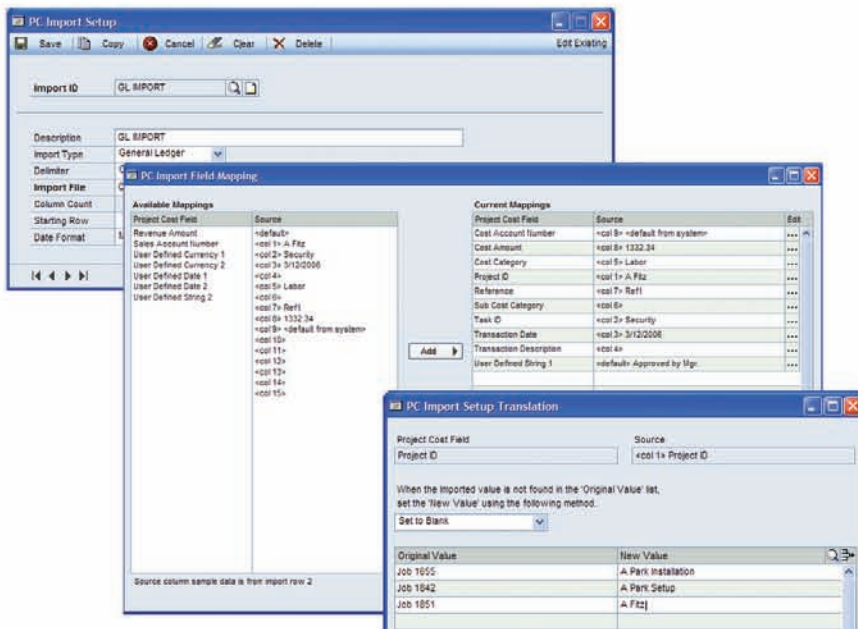 PC Import Setup
Save Copy Cancel Clear Delete Edit Existing
Import ID GL IMPORT
Description GL IMPORT
Import Type General Ledger
Delimiter
Import File
Column Count
Starting Row
Date Format
PC Import Field Mapping
Available Mappings
Project Cost Field Source
Revenue Amount <default>
Sales Account Number <col 1> A Fitz
User Defined Currency 1 <col 2> Security
User Defined Currency 2 <col 3> 3/12/2006
User Defined Date 1 <col 4>
User Defined Date 2 <col 5> Labor
User Defined String 2 <col 6>
<col 7> Ref1
<col 8> 1332.34
<col 9> <default from system>
<col 10>
<col 11>
<col 12>
<col 13>
<col 14>
<col 15>
Source column sample data is from import row 2
Add
Current Mappings
Project Cost Field Source Edit
Cost Account Number <col 9> <default from system> ...
Cost Amount <col 8> 1332.34 ...
Cost Category <col 5> Labor ...
Project ID <col 1> A Fitz ...
Reference <col 7> Ref1 ...
Sub Cost Category <col 6> ...
Task ID <col 2> Security ...
Transaction Date <col 3> 3/12/2006 ...
Transaction Description <col 4> ...
User Defined String 1 <default> Approved by Mgr. ...
PC Import Setup Translation
Project Cost Field Source
Project ID <col 1> Project ID
When the imported value is not found in the 'Original Value' list,
set the 'New Value' using the following method.
Set to Blank
Original Value New Value
Job 1655 A Park Installation
Job 1842 A Park Setup
Job 1851 A Fitz